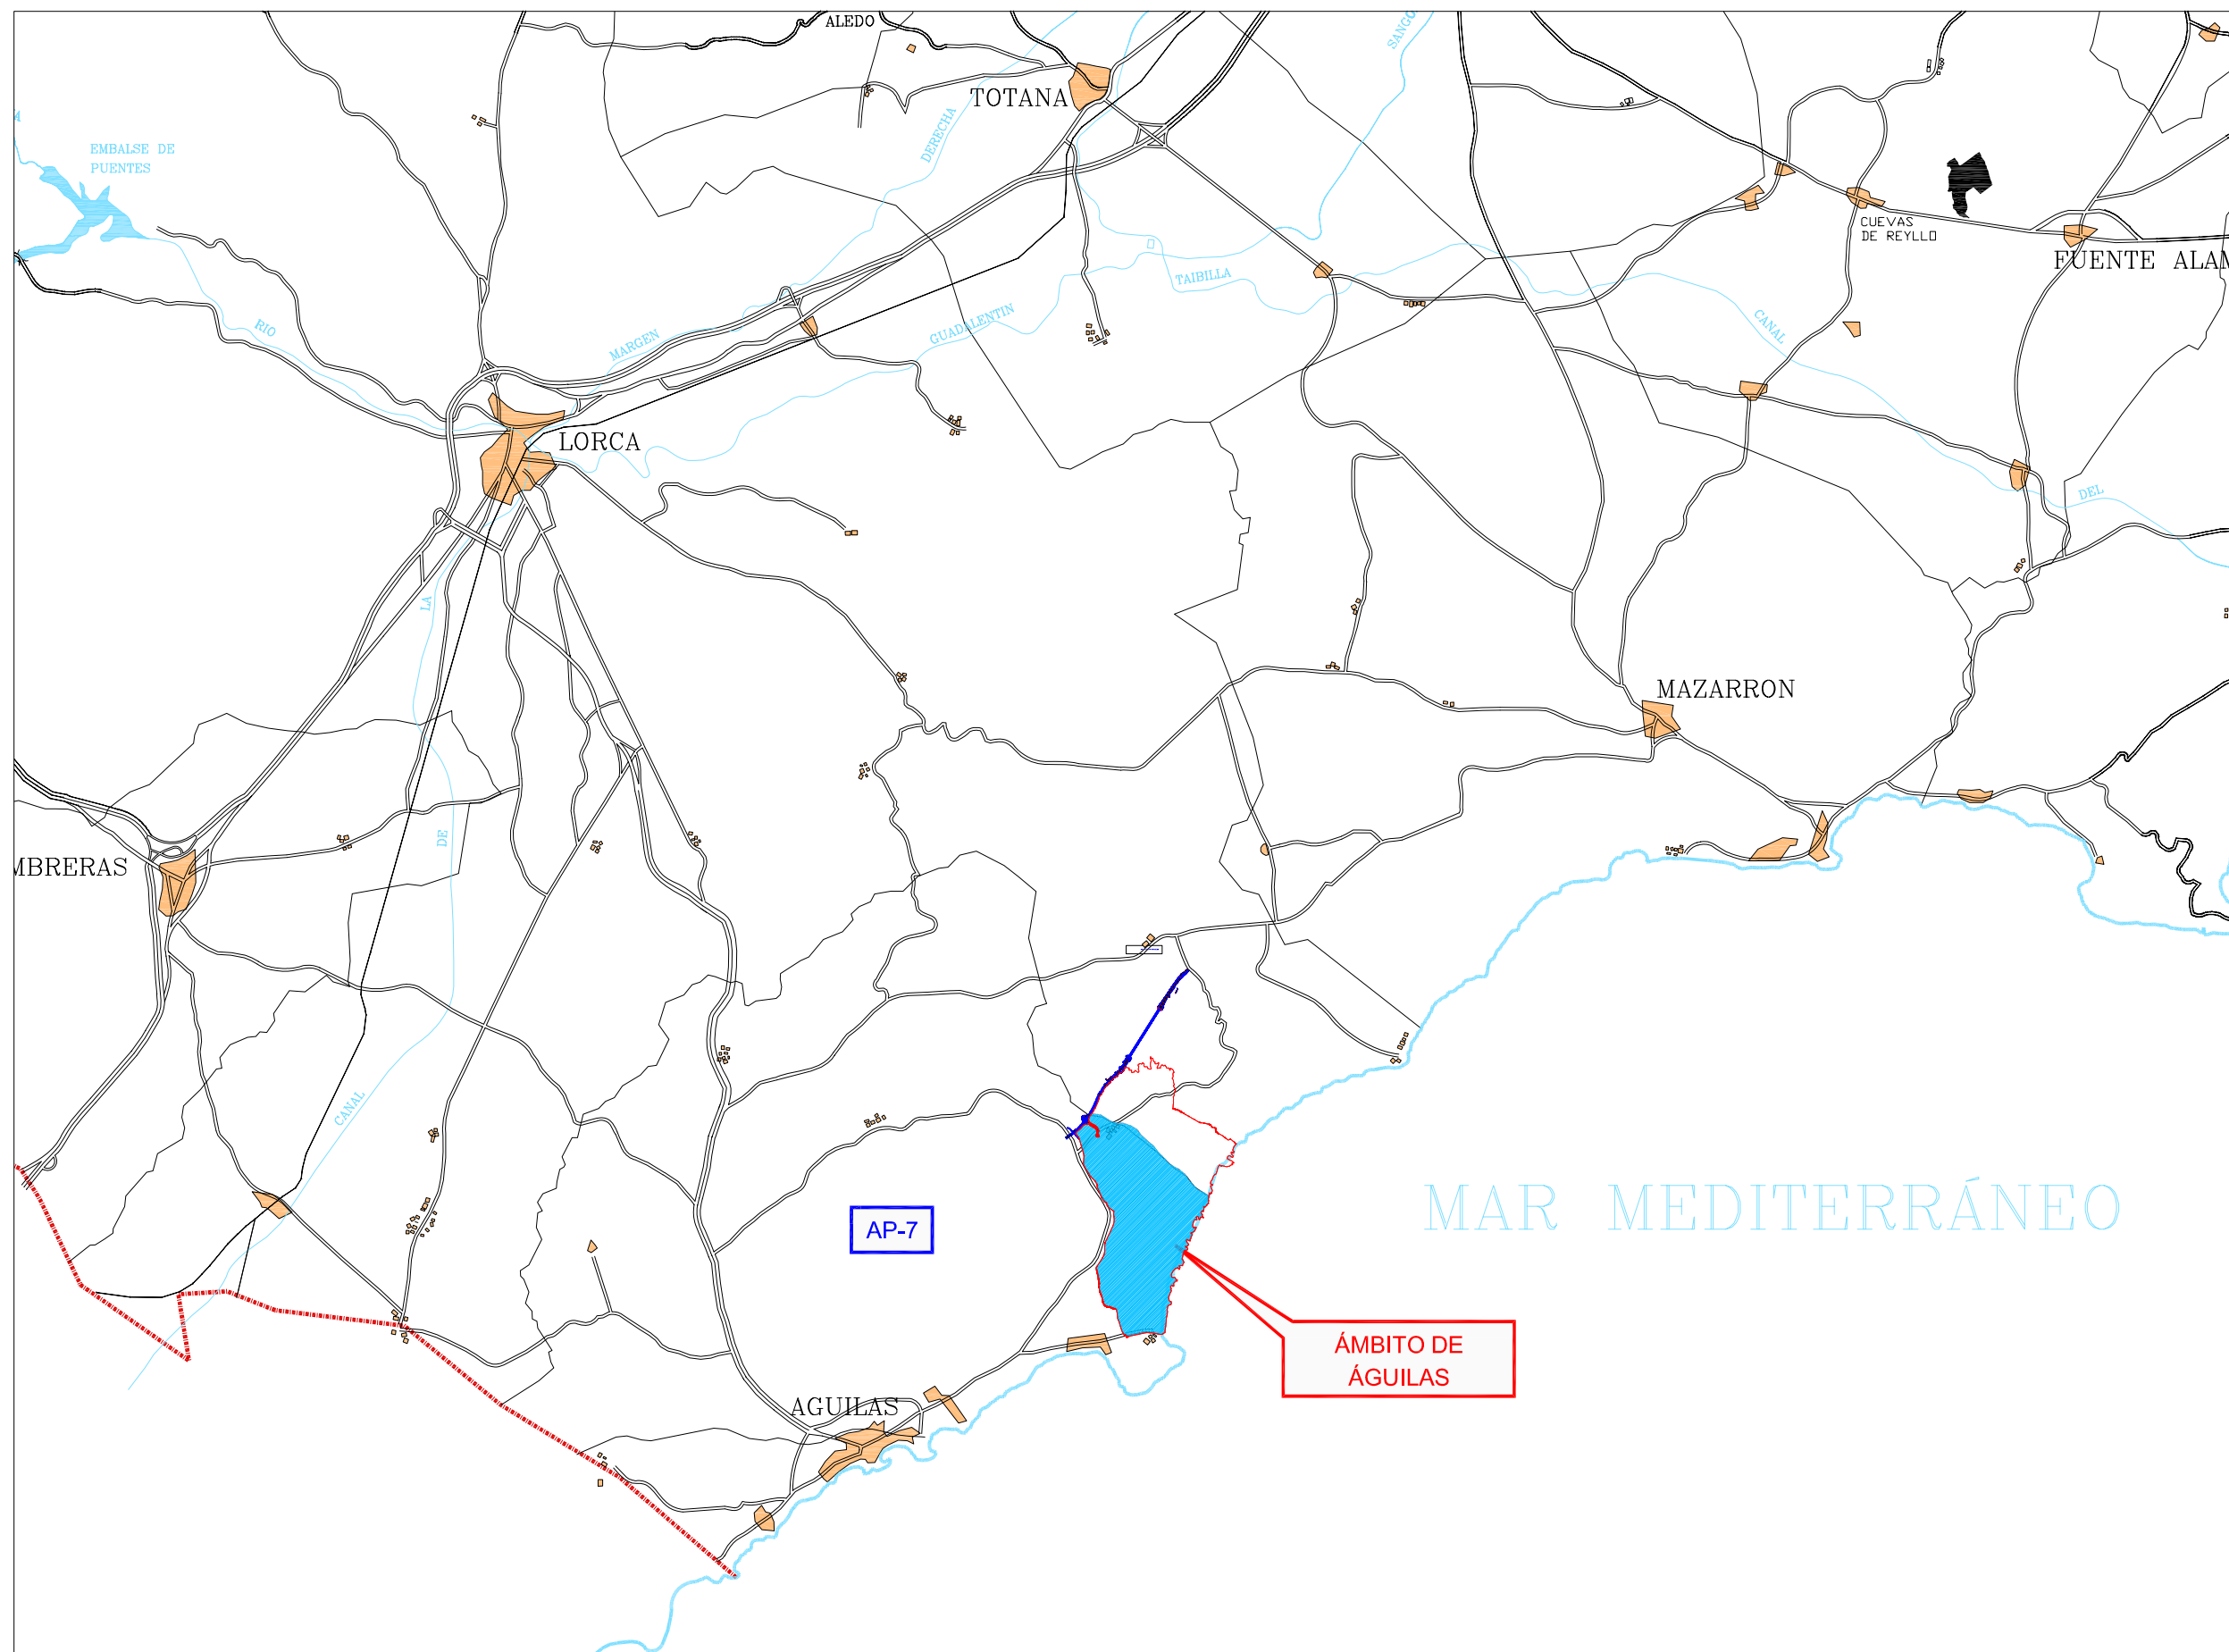 ALEDO
SANGO
TOTANA
DERECHA
EMBALSE DE
PUENTES
CUEVAS
DE REYLLO
FUENTE ALAM
TAIBILLA
RIO
MARGEN
GUADALENTIN
CANAL
LORCA
DEL
LA
MAZARRON
DE
MBRERAS
CANAL
MAR MEDITERRÁNEO
AP-7
ÁMBITO DE
ÁGUILAS
AGUILAS